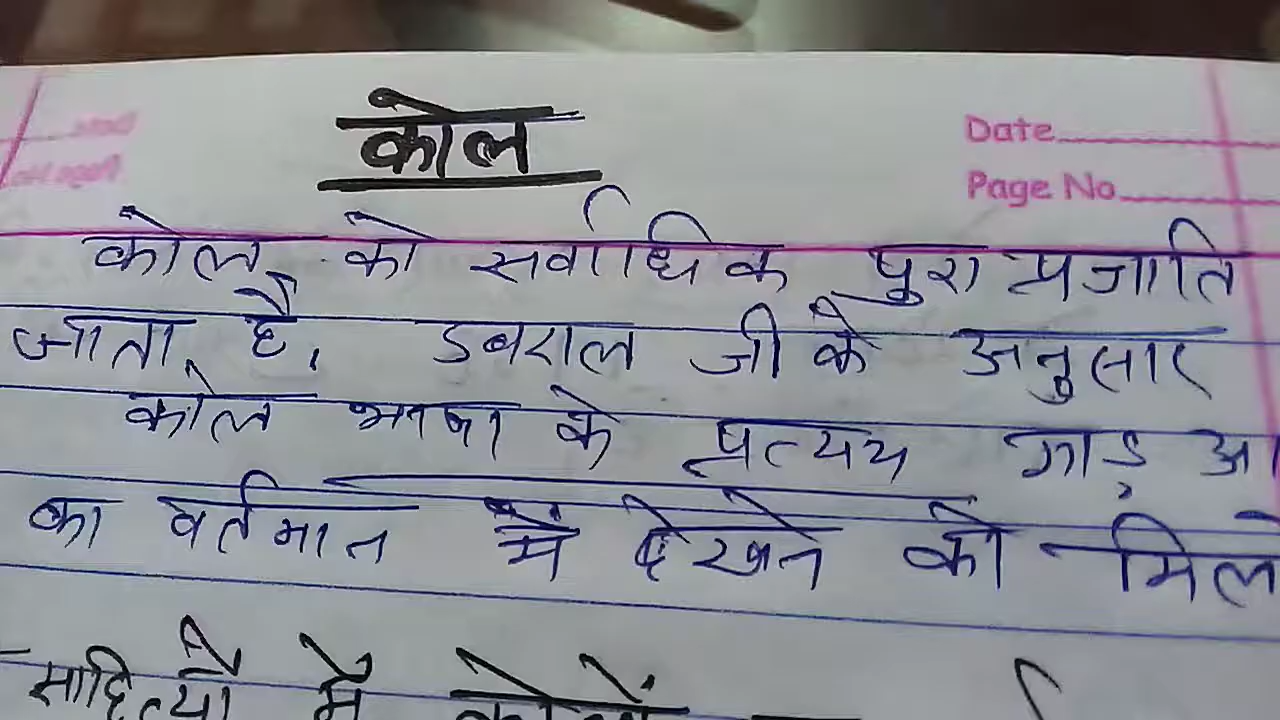 कोल
Date
Page No.
कोल को सर्वाधिक पुरा प्रजाति
जाता है, डबराल जी के अनुसार
कोल भाषा के प्रत्यय गाड़ आ
का वर्तमान में देखने को मिल
साहित्यों में कोलों